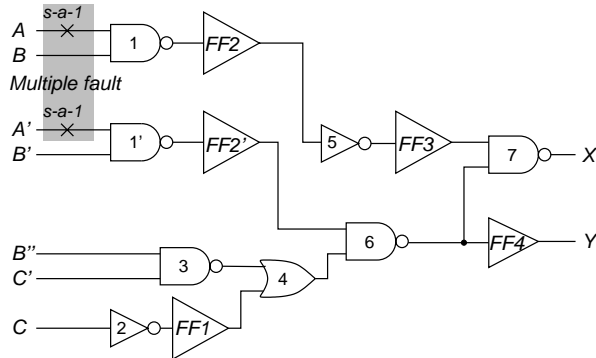 s-a-1
A
B
1
FF2
Multiple fault
s-a-1
A'
B'
1'
FF2'
5
FF3
7
X
6
FF4
Y
B''
C'
3
4
C
2
FF1